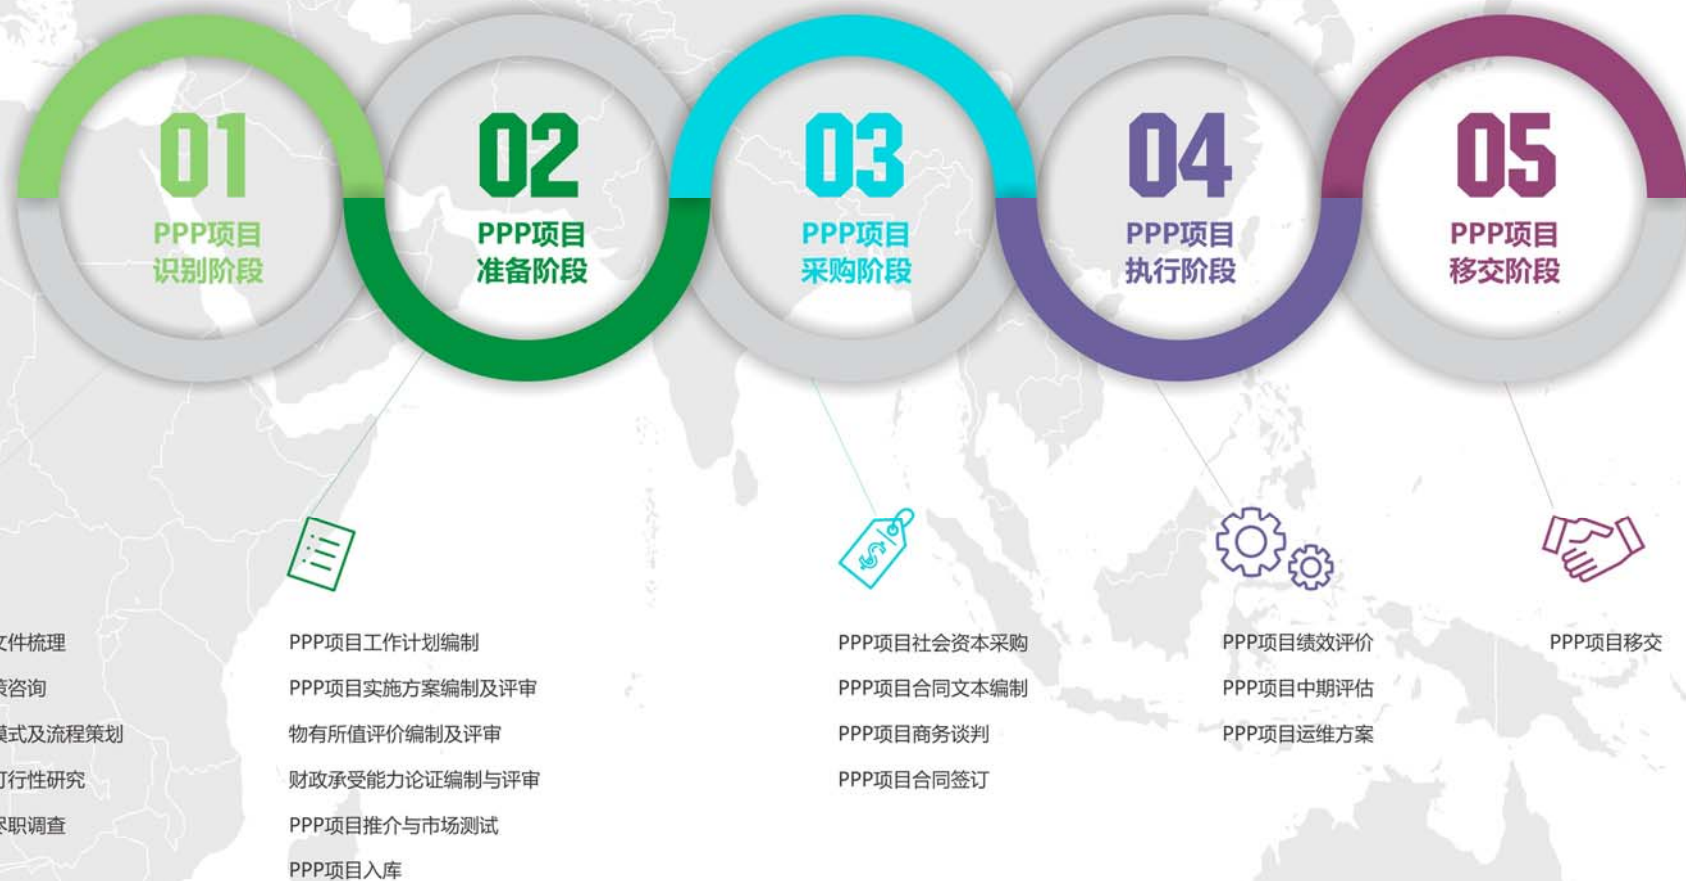 01
PPP项目
识别阶段
02
PPP项目
准备阶段
03
PPP项目
采购阶段
04
PPP项目
执行阶段
05
PPP项目
移交阶段
文件梳理
策咨询
模式及流程策划
可行性研究
尽职调查
PPP项目工作计划编制
PPP项目实施方案编制及评审
物有所值评价编制及评审
财政承受能力论证编制与评审
PPP项目推介与市场测试
PPP项目入库
PPP项目社会资本采购
PPP项目合同文本编制
PPP项目商务谈判
PPP项目合同签订
PPP项目绩效评价
PPP项目中期评估
PPP项目运维方案
PPP项目移交